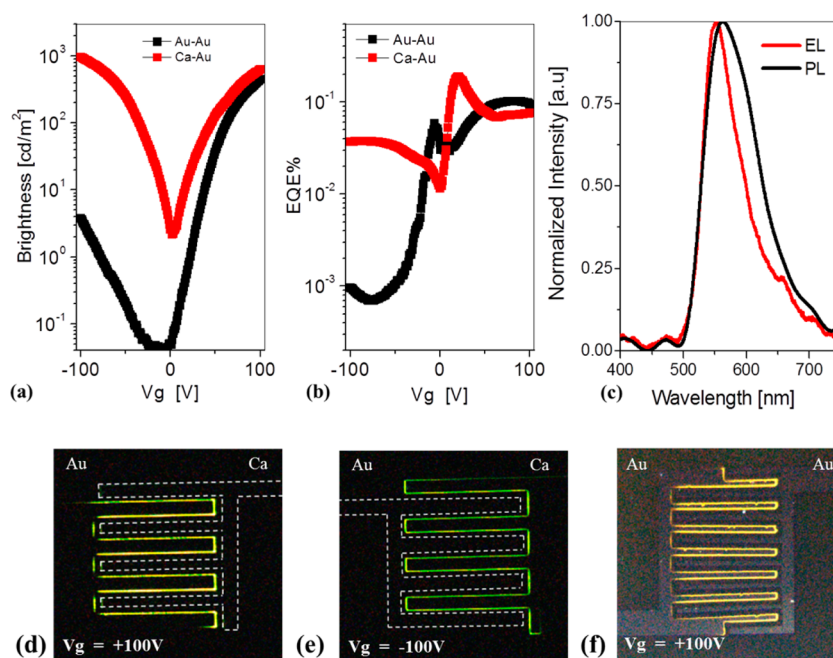 Au-Au
Ca-Au
Brightness [cd/m²]
10³
10²
10¹
10⁰
10⁻¹
-100
0
100
Vg [V]
(a)
Au-Au
Ca-Au
EQE%
10⁻¹
10⁻³
-100
0
100
Vg [V]
(b)
EL
PL
Normalized Intensity [a.u]
1.00
0.75
0.50
0.25
0.00
400
500
600
700
Wavelength [nm]
(c)
Au
Ca
(d)
Vg = +100V
Au
Ca
(e)
Vg = -100V
Au
Au
(f)
Vg = +100V